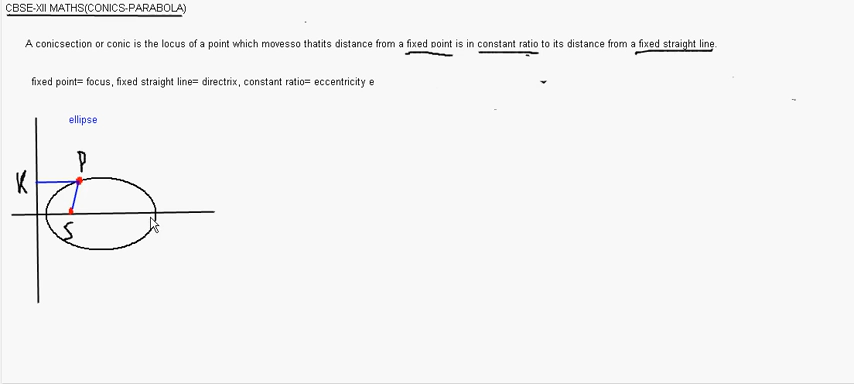 CBSE-XII MATHS(CONICS-PARABOLA)
A conicsection or conic is the locus of a point which movesso thatits distance from a fixed point is in constant ratio to its distance from a fixed straight line.
fixed point= focus, fixed straight line= directrix, constant ratio= eccentricity e
ellipse
P
K
S